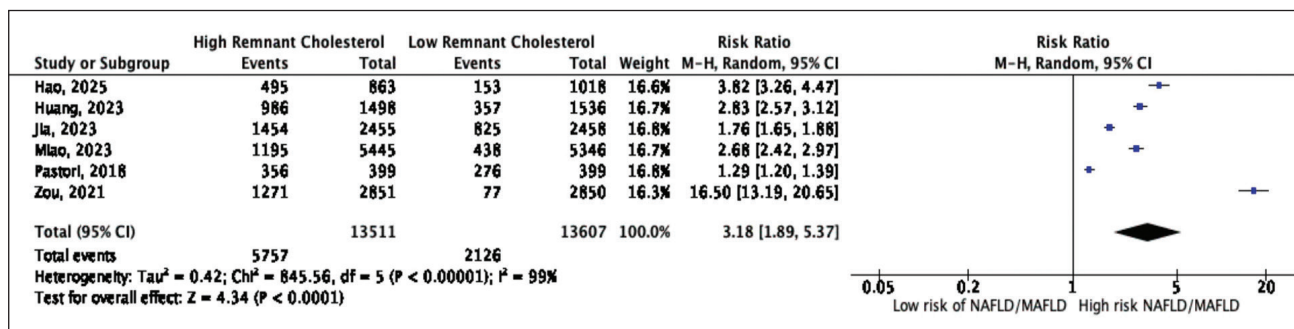 High Remnant Cholesterol Low Remnant Cholesterol Risk Ratio Risk Ratio
Study or Subgroup Events Total Events Total Weight M-H, Random, 95% CI M-H, Random, 95% CI
Hao, 2025 495 863 153 1018 16.6% 3.82 [3.26, 4.47]
Huang, 2023 986 1498 357 1536 16.7% 2.83 [2.57, 3.12]
Jia, 2023 1454 2455 825 2458 16.8% 1.76 [1.65, 1.88]
Miao, 2023 1195 5445 438 5346 16.7% 2.68 [2.42, 2.97]
Pastori, 2018 356 399 276 399 16.8% 1.29 [1.20, 1.39]
Zou, 2021 1271 2851 77 2850 16.3% 16.50 [13.19, 20.65]
Total (95% CI) 13511 13607 100.0% 3.18 [1.89, 5.37]
Total events 5757 2126
Heterogeneity: Tau² = 0.42; Chi² = 845.56, df = 5 (P < 0.00001); I² = 99%
Test for overall effect: Z = 4.34 (P < 0.0001)
0.05 0.2 1 5 20
Low risk of NAFLD/MAFLD High risk NAFLD/MAFLD